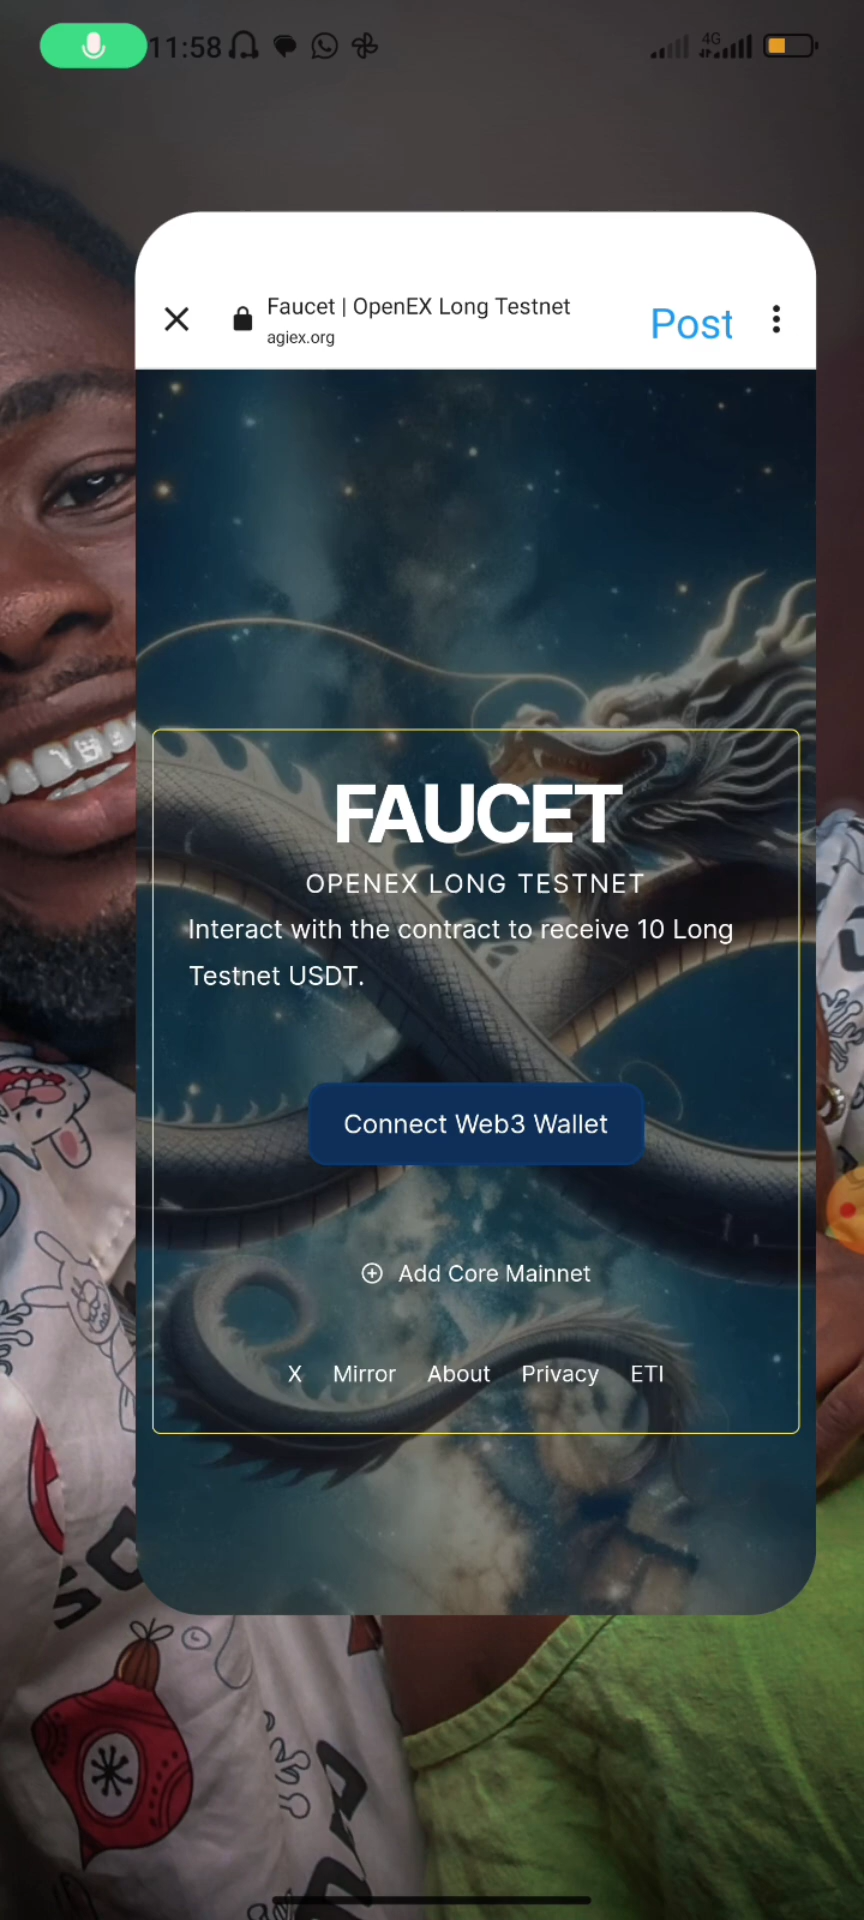 11:58
4G
Faucet | OpenEX Long Testnet
agiex.org
Post
FAUCET
OPENEX LONG TESTNET
Interact with the contract to receive 10 Long
Testnet USDT.
Connect Web3 Wallet
Add Core Mainnet
X Mirror About Privacy ETI